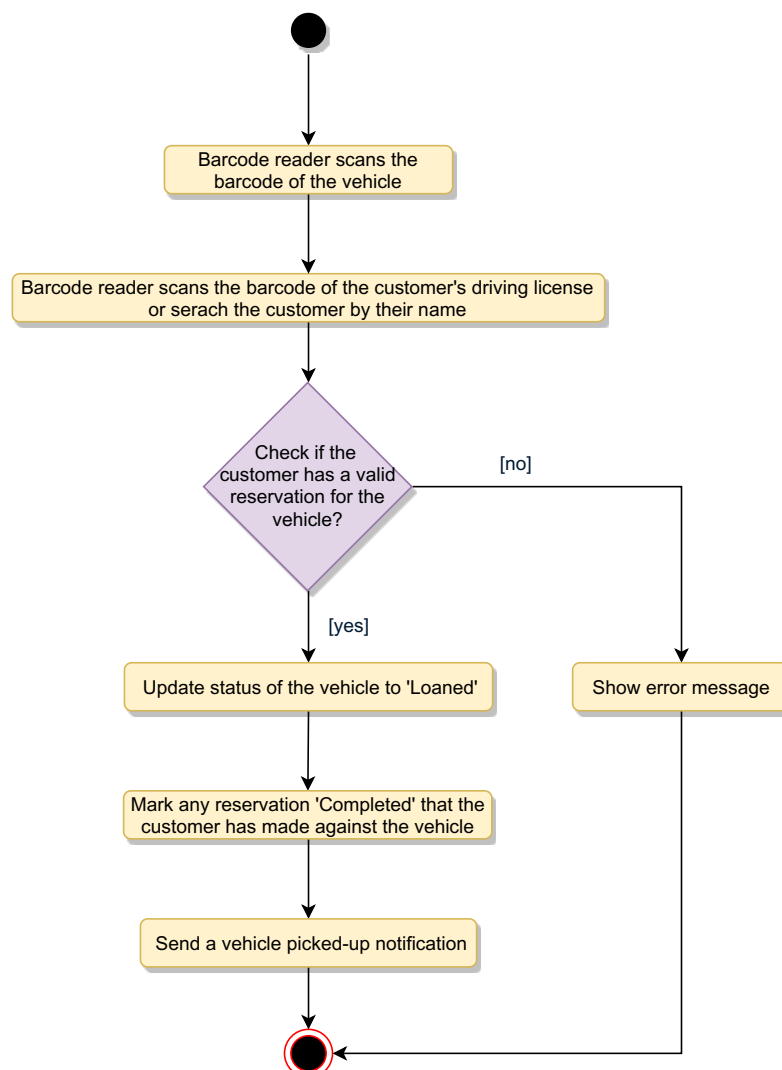 Barcode reader scans the
barcode of the vehicle
Barcode reader scans the barcode of the customer's driving license
or serach the customer by their name
Check if the
customer has a valid
reservation for the
vehicle?
[no]
[yes]
Update status of the vehicle to 'Loaned'
Show error message
Mark any reservation 'Completed' that the
customer has made against the vehicle
Send a vehicle picked-up notification